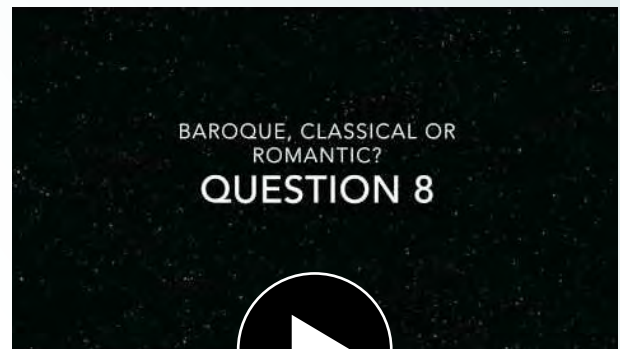 BAROQUE, CLASSICAL OR
ROMANTIC?
QUESTION 8